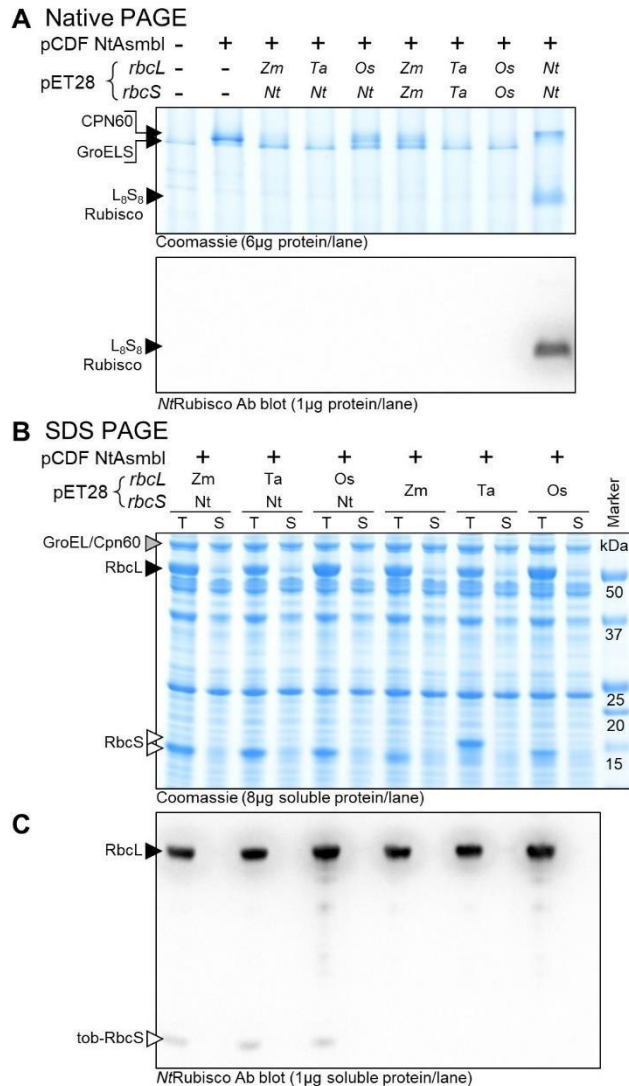 A Native PAGE
pCDF NtAsmbl - + + + + + + + +
pET28 { rbcL - - Zm Ta Os Zm Ta Os Nt
rbcS - - Nt Nt Nt Zm Ta Os Nt
CPN60
GroELS
L8S8
Rubisco
Coomassie (6µg protein/lane)
L8S8
Rubisco
NtRubisco Ab blot (1µg protein/lane)
B SDS PAGE
pCDF NtAsmbl + + + + + +
pET28 { rbcL Zm Ta Os Zm Ta Os
rbcS Nt Nt Nt
Marker
T S T S T S T S T S T S
GroEL/Cpn60
kDa
RbcL
50
37
25
20
RbcS
15
Coomassie (8µg soluble protein/lane)
C
RbcL
tob-RbcS
NtRubisco Ab blot (1µg soluble protein/lane)